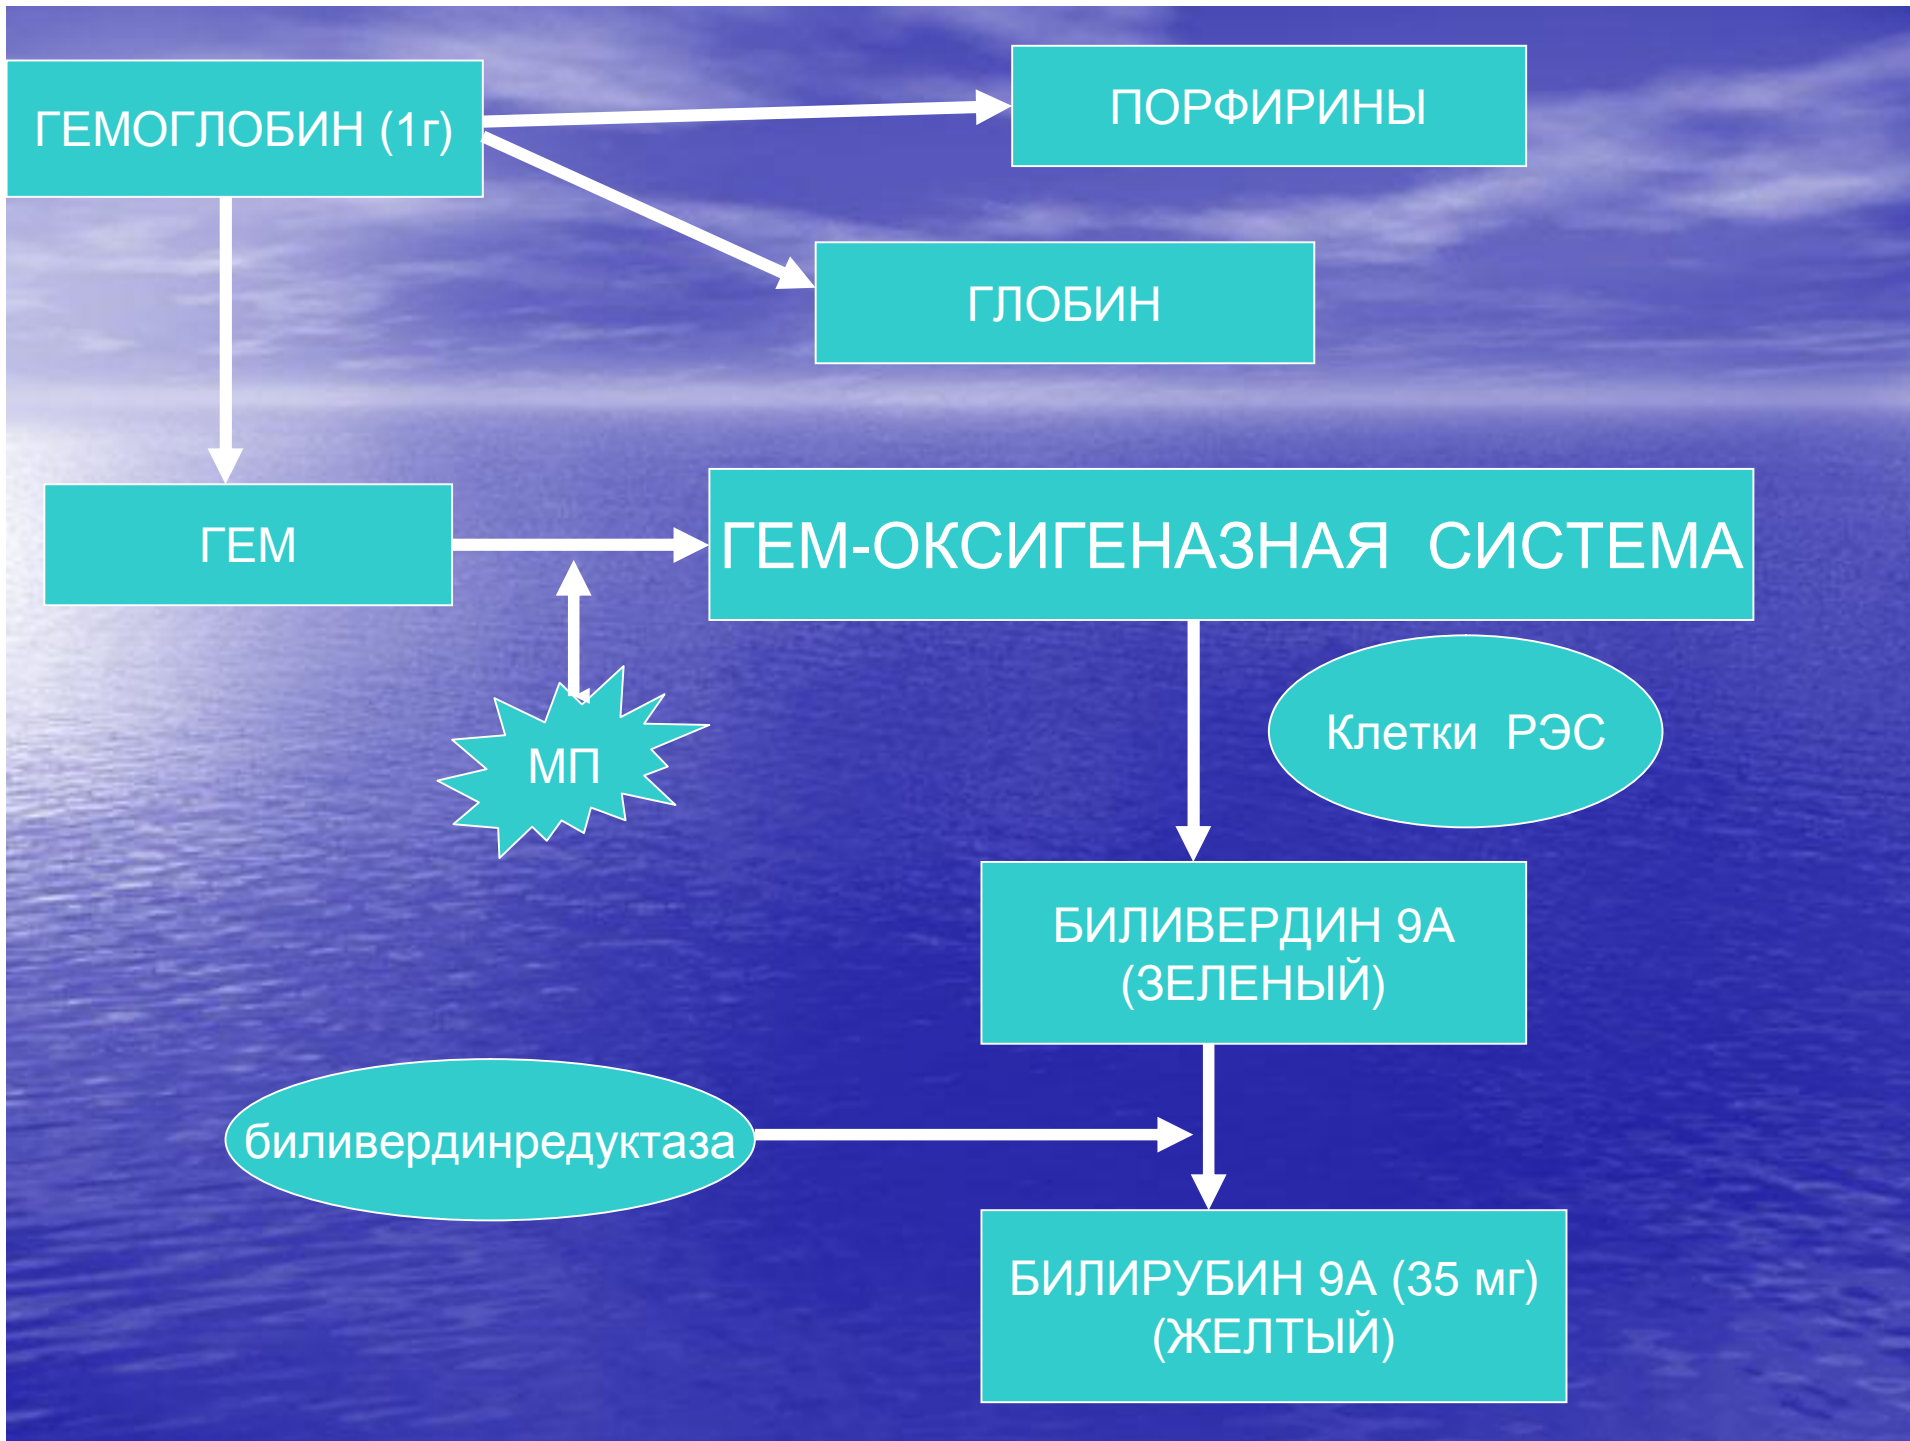 ГЕМОГЛОБИН (1г)
ПОРФИРИНЫ
ГЛОБИН
ГЕМ
ГЕМ-ОКСИГЕНАЗНАЯ СИСТЕМА
МП
Клетки РЭС
БИЛИВЕРДИН 9А
(ЗЕЛЕНЫЙ)
биливердинредуктаза
БИЛИРУБИН 9А (35 мг)
(ЖЕЛТЫЙ)